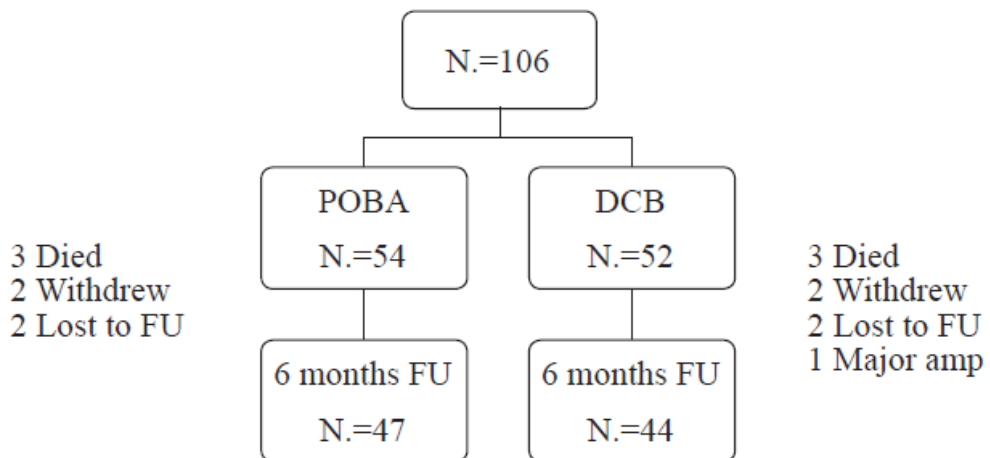 N.=106
POBA
N.=54
DCB
N.=52
3 Died
2 Withdrew
2 Lost to FU
3 Died
2 Withdrew
2 Lost to FU
1 Major amp
6 months FU
N.=47
6 months FU
N.=44